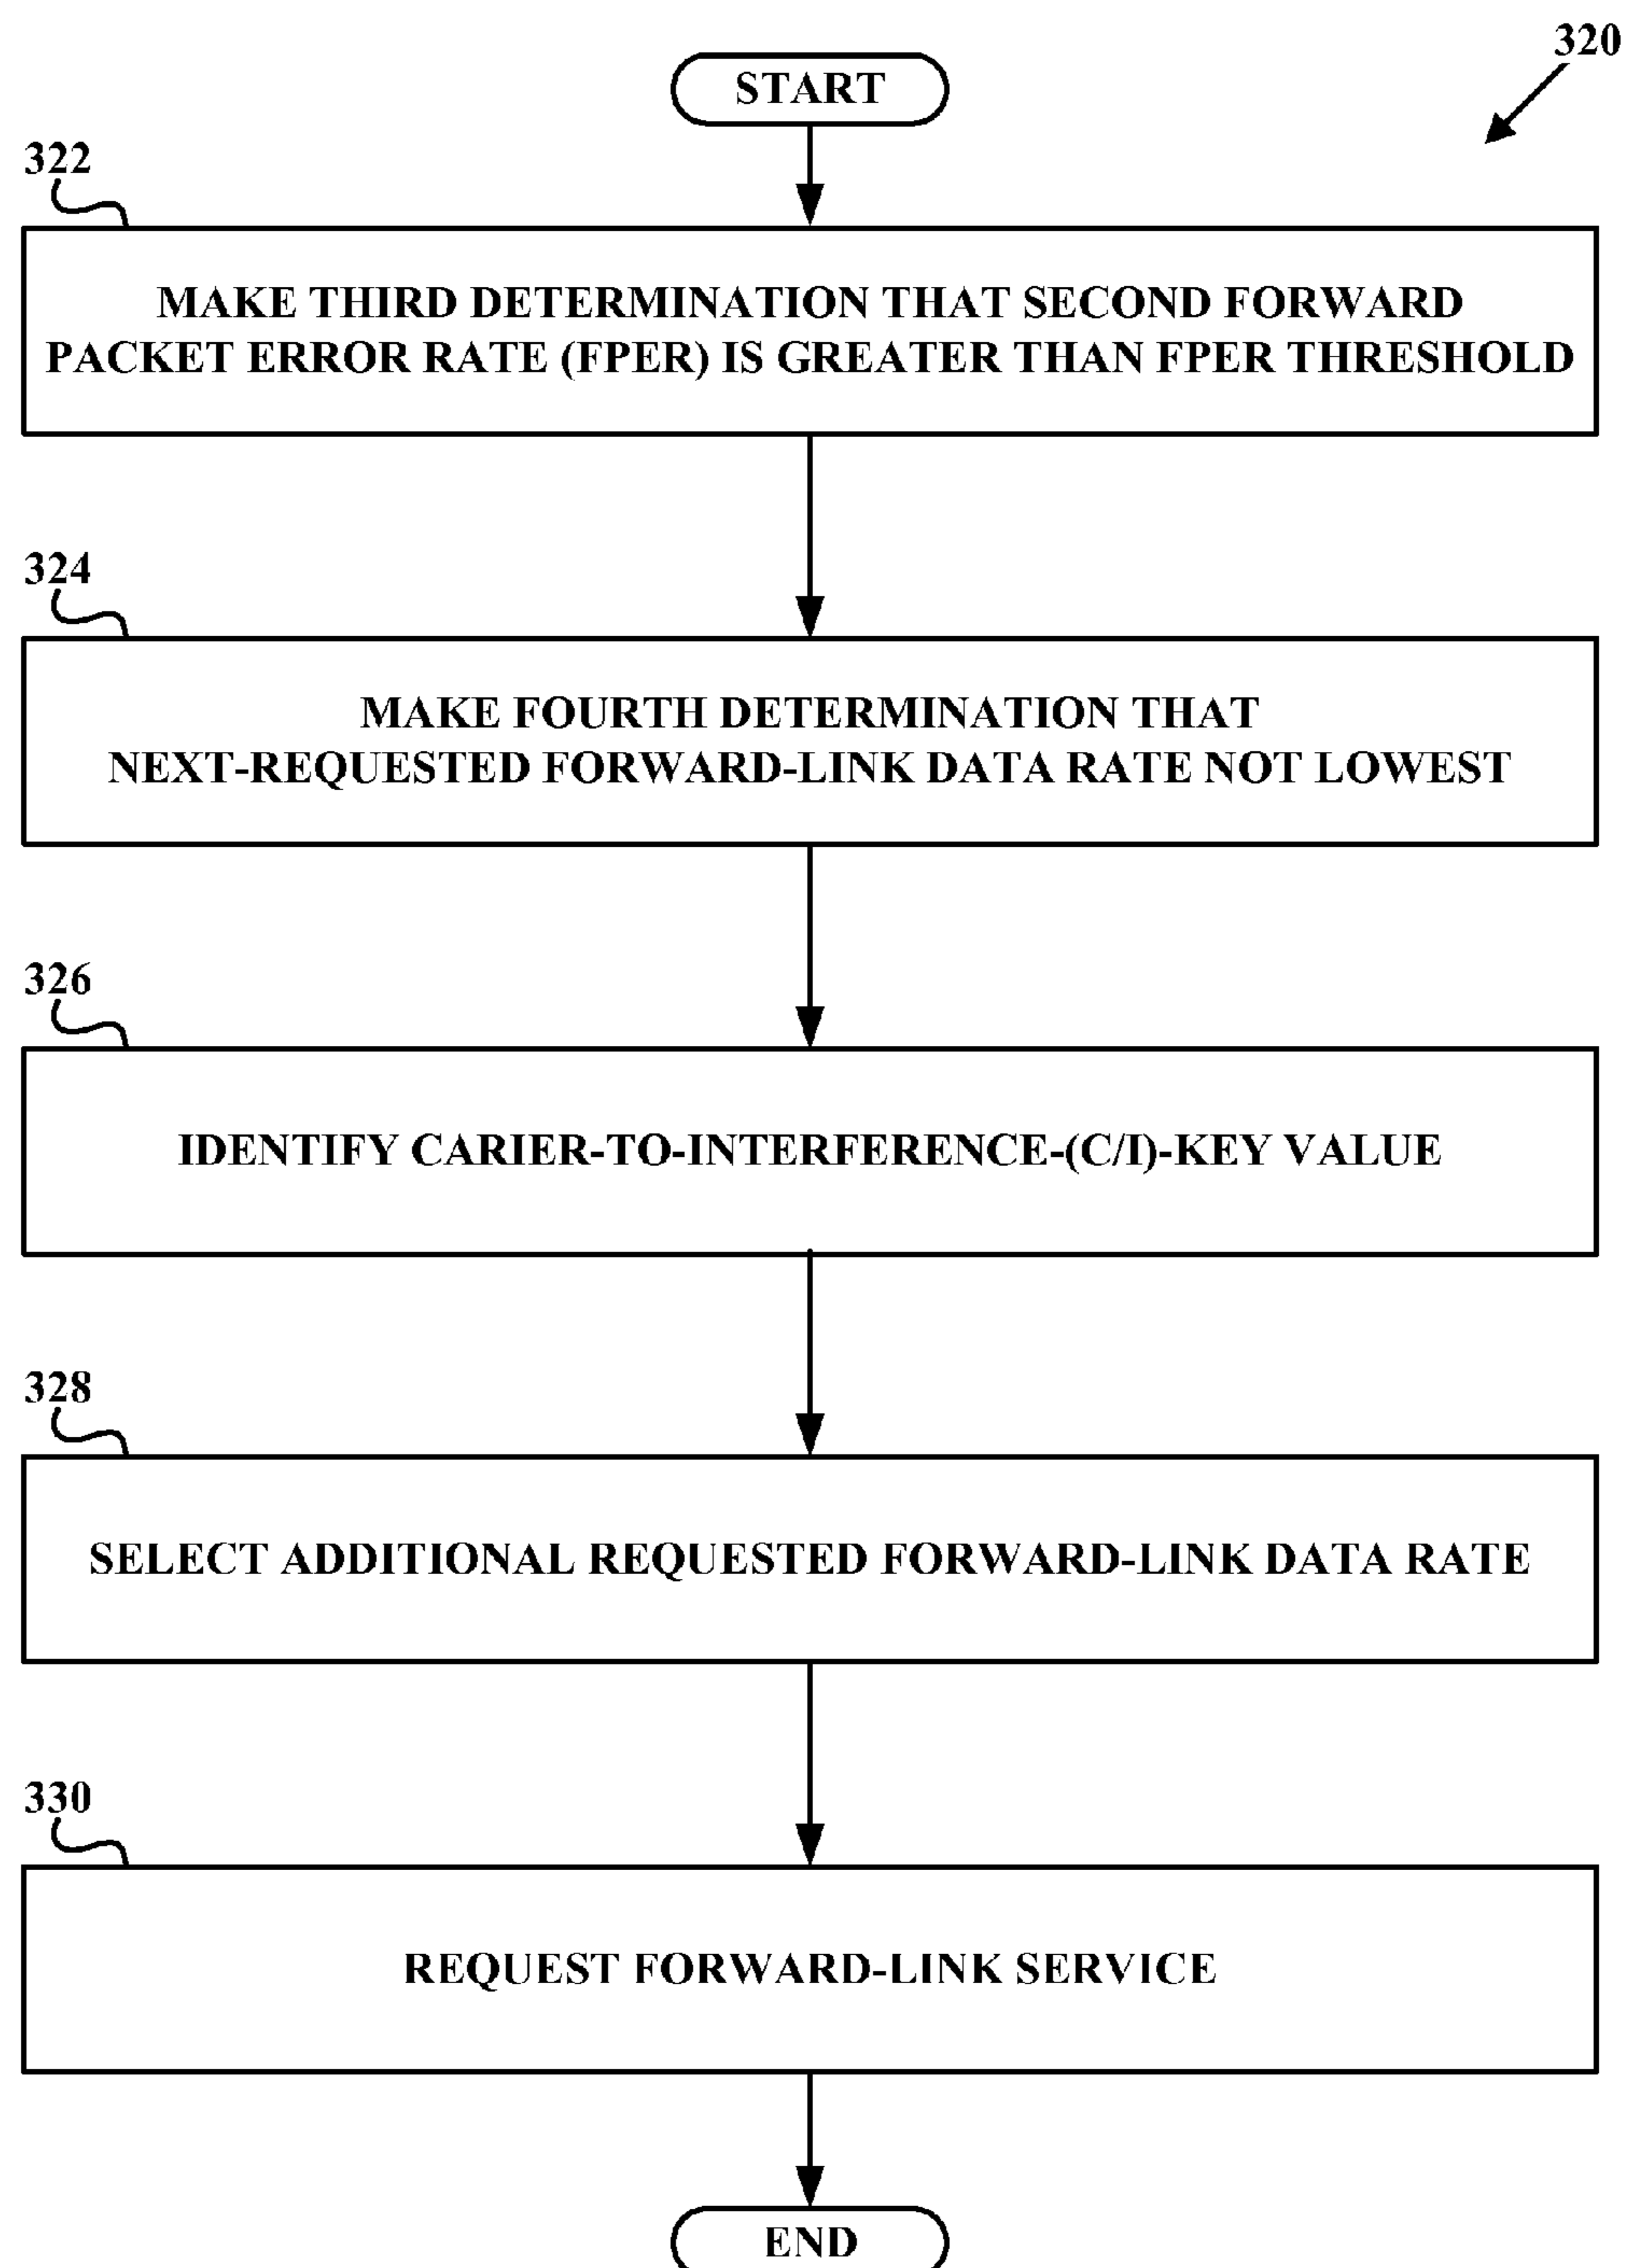 320
START
322
MAKE THIRD DETERMINATION THAT SECOND FORWARD
PACKET ERROR RATE (FPER) IS GREATER THAN FPER THRESHOLD
324
MAKE FOURTH DETERMINATION THAT
NEXT-REQUESTED FORWARD-LINK DATA RATE NOT LOWEST
326
IDENTIFY CARIER-TO-INTERFERENCE-(C/I)-KEY VALUE
328
SELECT ADDITIONAL REQUESTED FORWARD-LINK DATA RATE
330
REQUEST FORWARD-LINK SERVICE
END